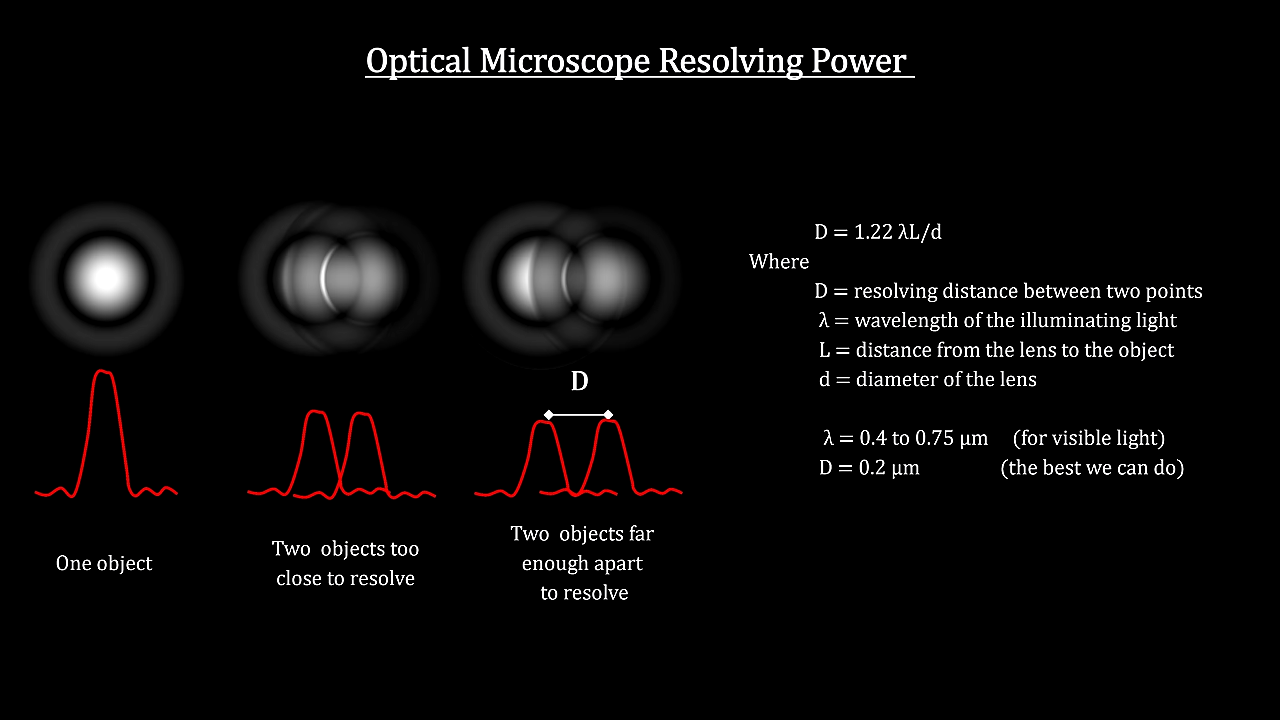 Optical Microscope Resolving Power
D = 1.22 λL/d
Where
D = resolving distance between two points
λ = wavelength of the illuminating light
L = distance from the lens to the object
d = diameter of the lens
λ = 0.4 to 0.75 µm (for visible light)
D = 0.2 µm (the best we can do)
D
One object
Two objects too
close to resolve
Two objects far
enough apart
to resolve